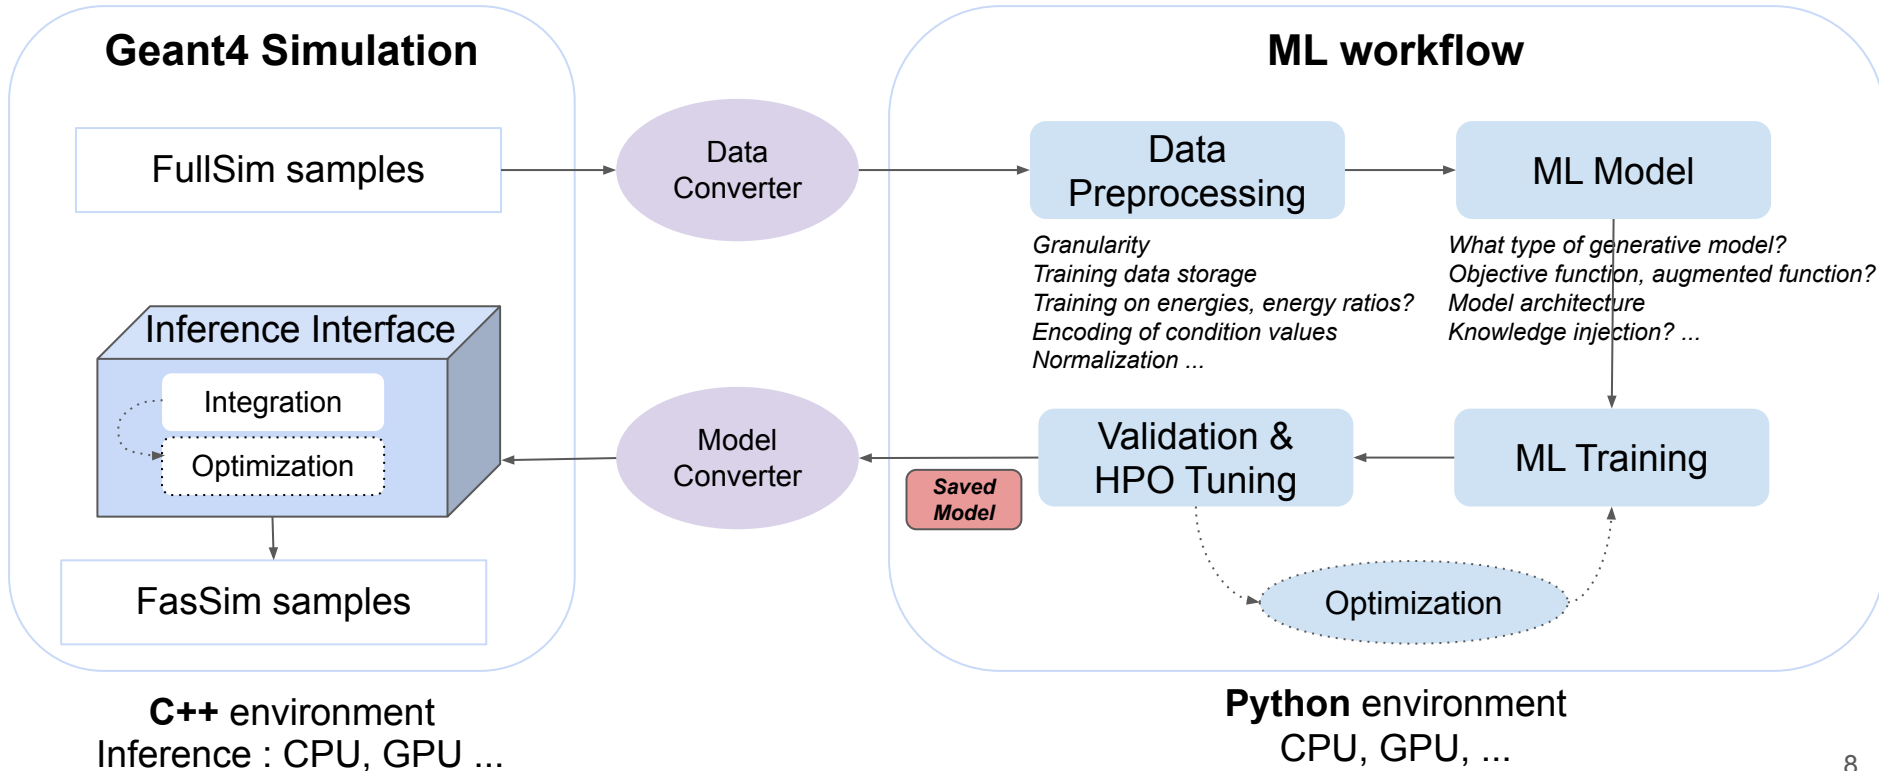 Geant4 Simulation
FullSim samples
Inference Interface
Integration
Optimization
FasSim samples
C++ environment
Inference : CPU, GPU ...
Data
Converter
Model
Converter
Saved
Model
ML workflow
Data
Preprocessing
Granularity
Training data storage
Training on energies, energy ratios?
Encoding of condition values
Normalization ...
ML Model
What type of generative model?
Objective function, augmented function?
Model architecture
Knowledge injection? ...
Validation &
HPO Tuning
ML Training
Optimization
Python environment
CPU, GPU, ...
8